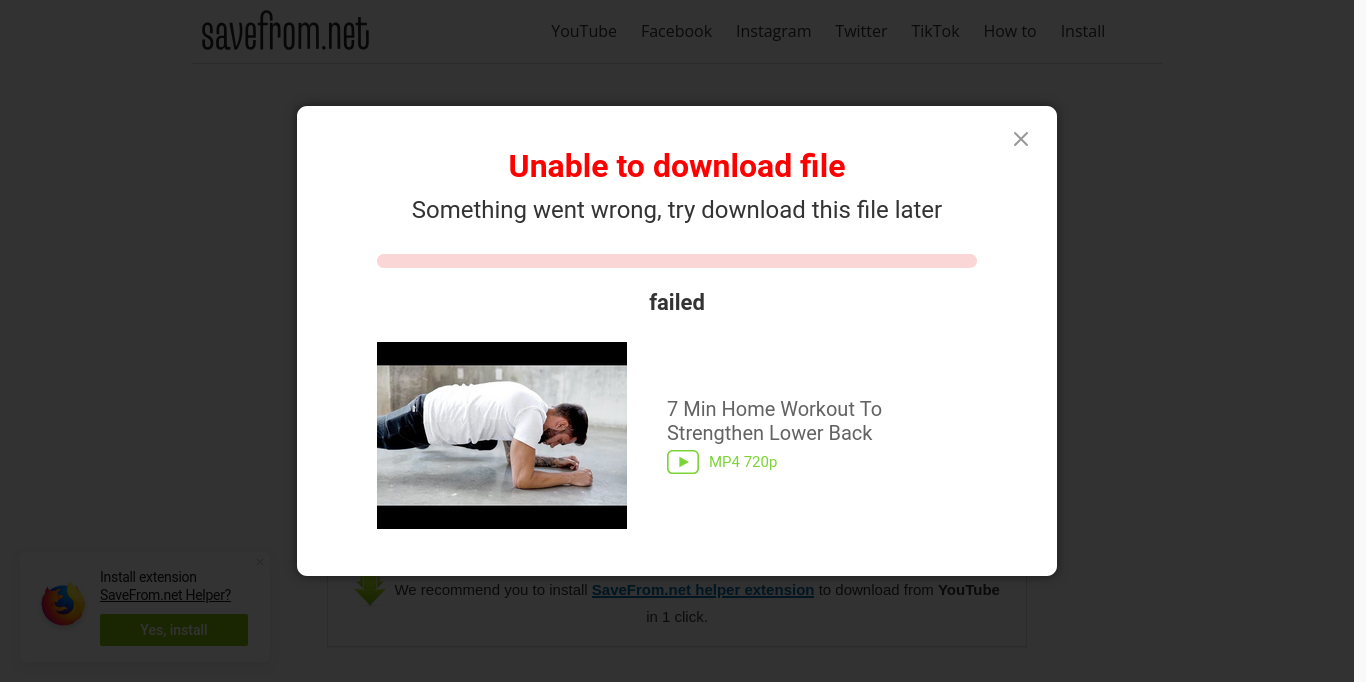 savefrom.net
YouTube Facebook Instagram Twitter TikTok How to Install
Unable to download file
Something went wrong, try download this file later
failed
7 Min Home Workout To
Strengthen Lower Back
MP4 720p
Install extension
SaveFrom.net Helper?
Yes, install
We recommend you to install SaveFrom.net helper extension to download from YouTube
in 1 click.